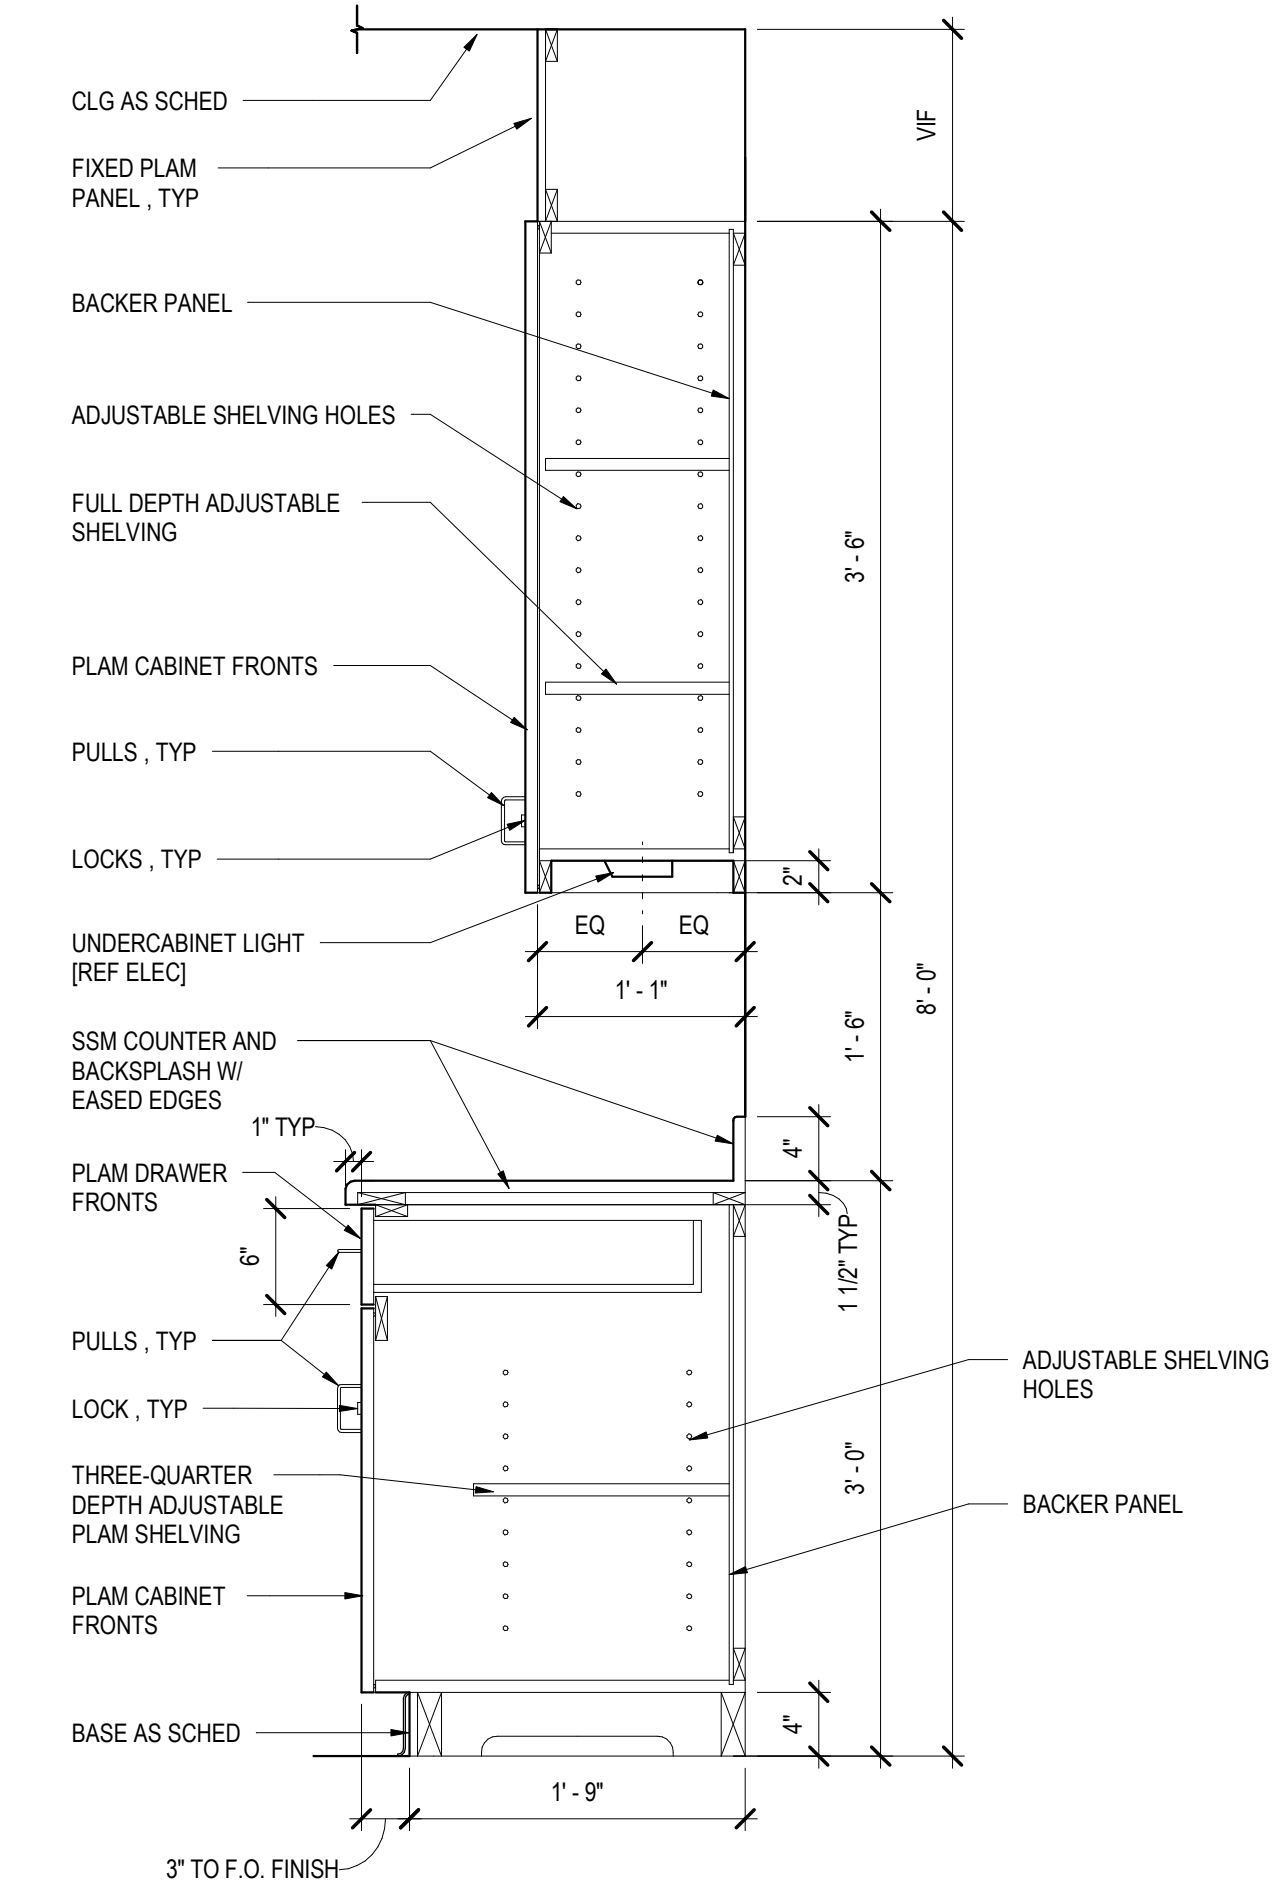 CLG AS SCHED
VIF
FIXED PLAM
PANEL , TYP
BACKER PANEL
ADJUSTABLE SHELVING HOLES
FULL DEPTH ADJUSTABLE
SHELVING
3' - 6"
PLAM CABINET FRONTS
PULLS , TYP
LOCKS , TYP
2"
EQ
EQ
UNDERCABINET LIGHT
[REF ELEC]
1' - 1"
8' - 0"
SSM COUNTER AND
BACKSPLASH W/
EASED EDGES
1' - 6"
1" TYP
4"
PLAM DRAWER
FRONTS
6"
1 1/2" TYP
PULLS , TYP
ADJUSTABLE SHELVING
HOLES
LOCK , TYP
3' - 0"
THREE-QUARTER
DEPTH ADJUSTABLE
PLAM SHELVING
BACKER PANEL
PLAM CABINET
FRONTS
BASE AS SCHED
4"
1' - 9"
3" TO F.O. FINISH